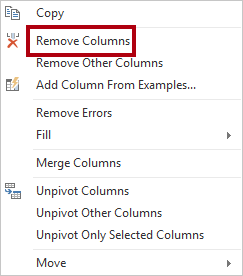 Copy
Remove Columns
Remove Other Columns
Add Column From Examples...
Remove Errors
Fill
Merge Columns
Unpivot Columns
Unpivot Other Columns
Unpivot Only Selected Columns
Move